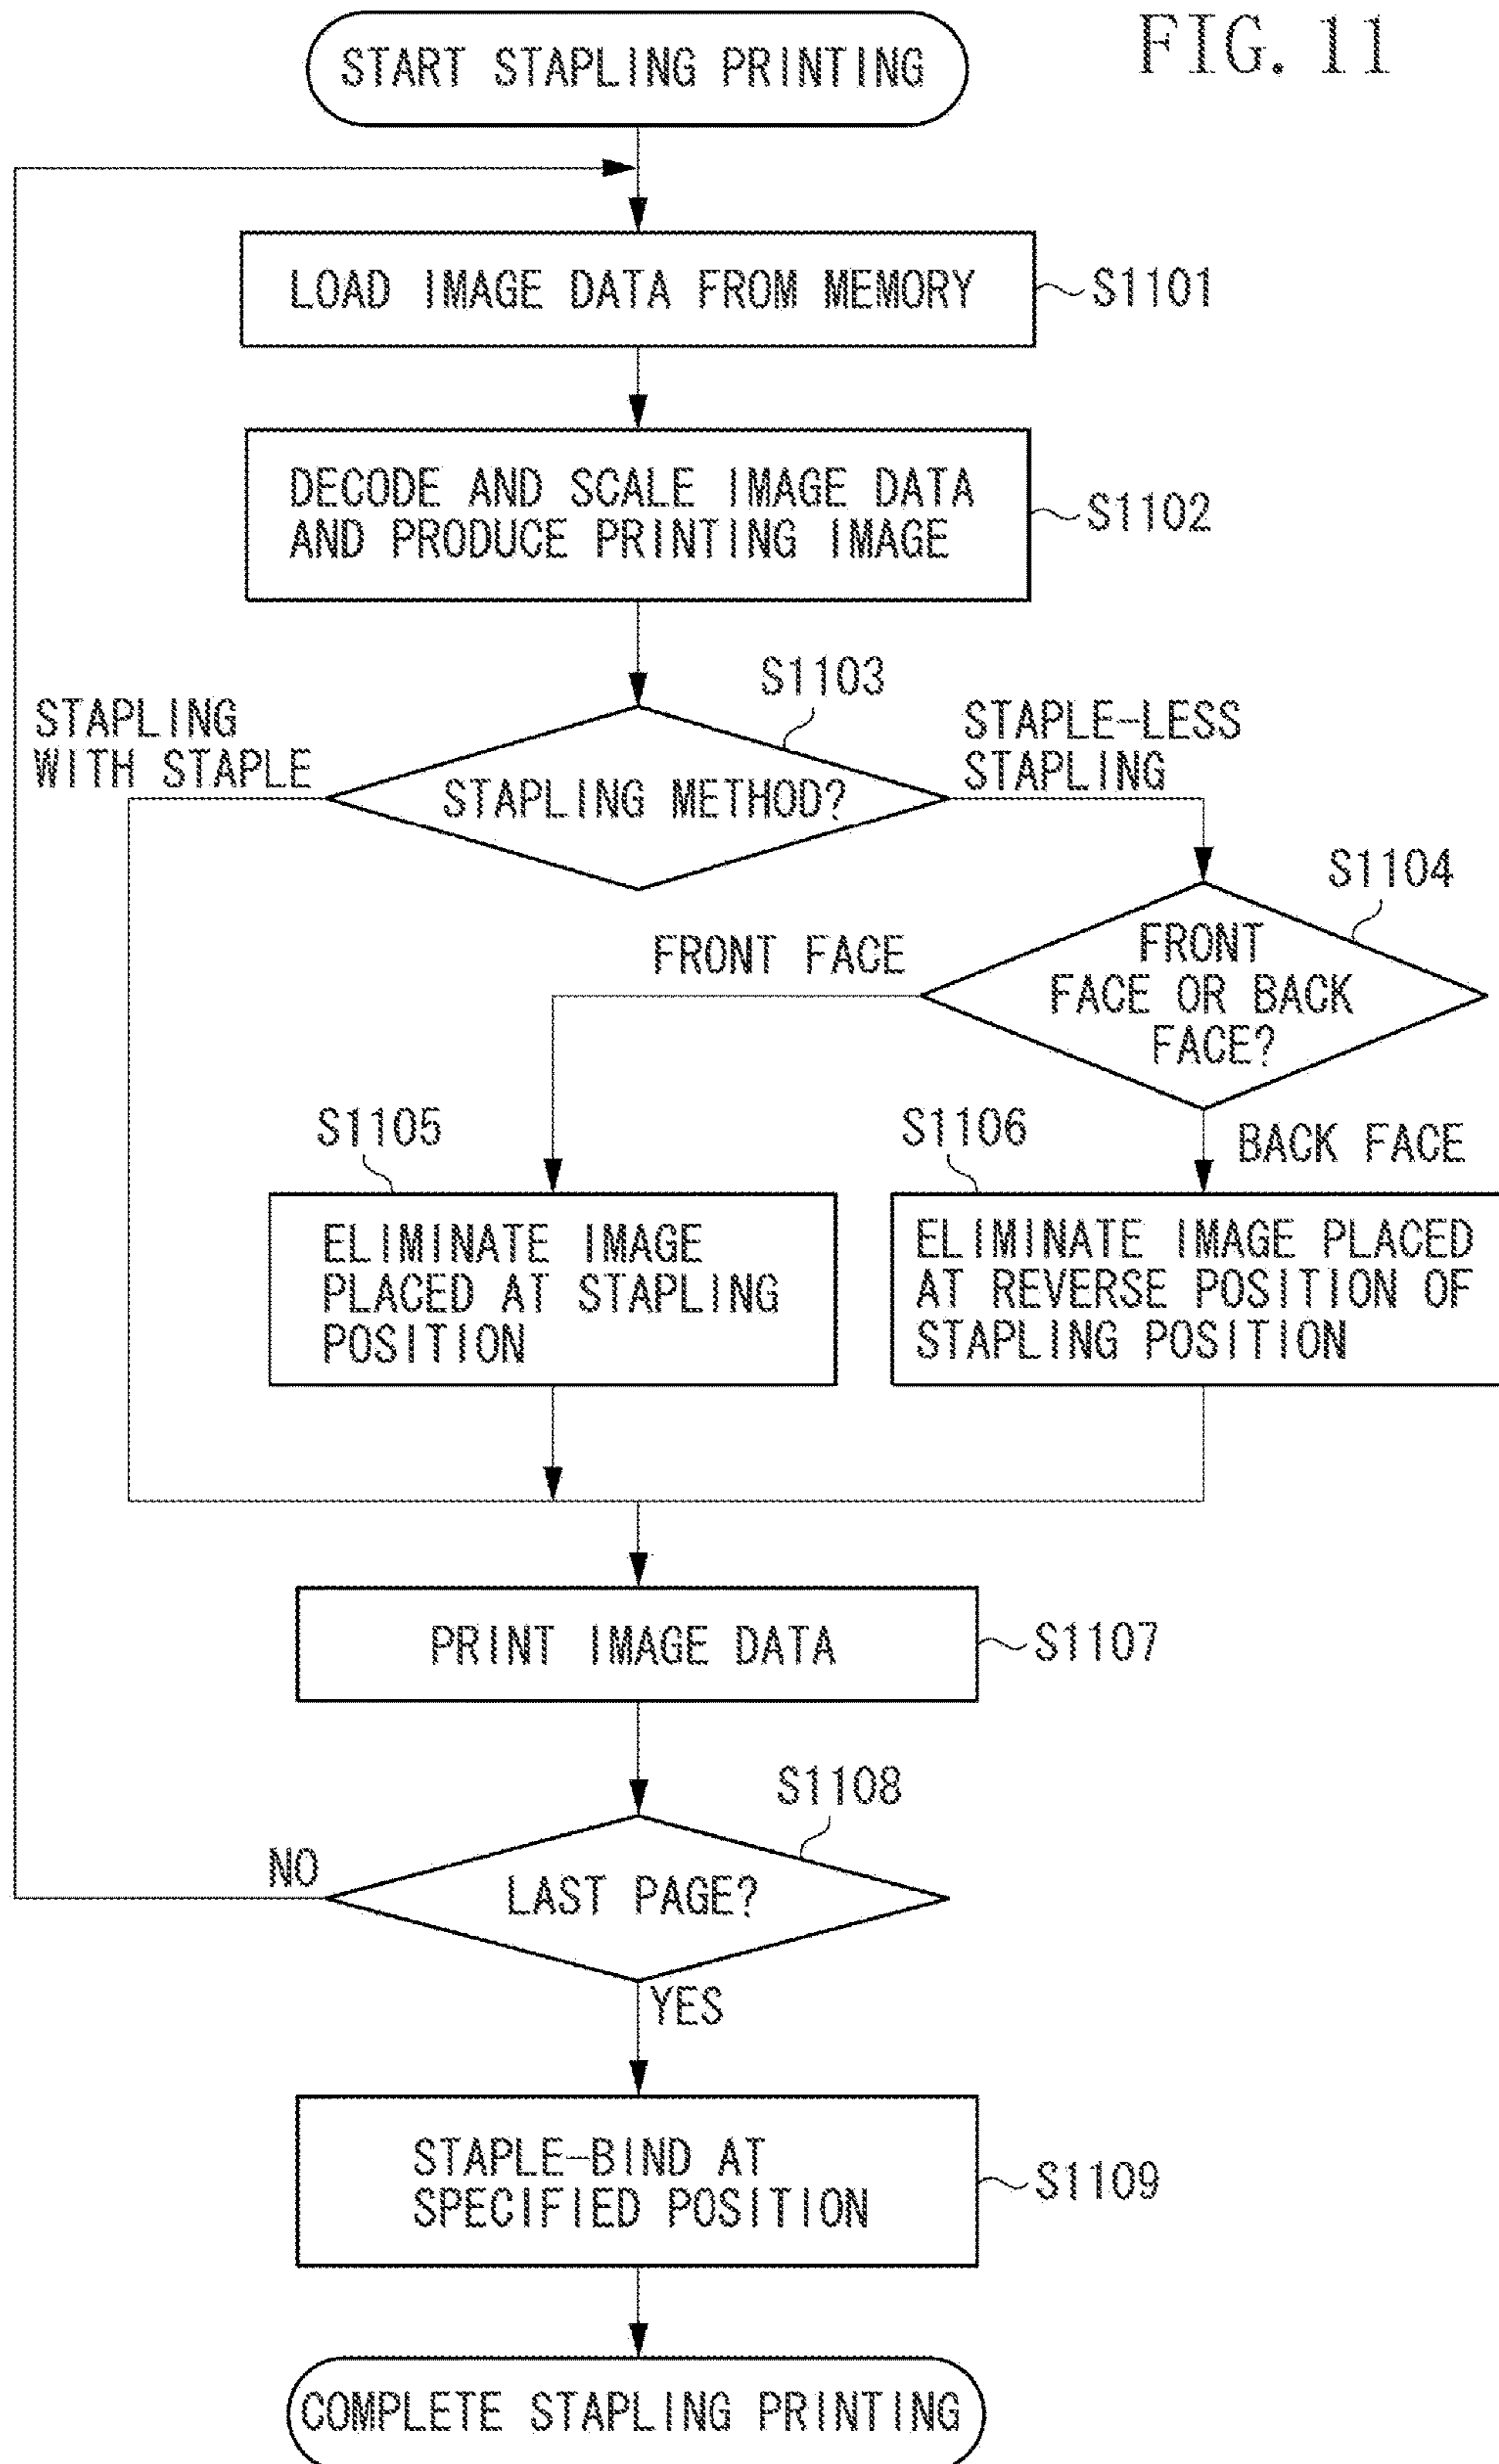 FIG. 11
START STAPLING PRINTING
LOAD IMAGE DATA FROM MEMORY
S1101
DECODE AND SCALE IMAGE DATA
AND PRODUCE PRINTING IMAGE
S1102
S1103
STAPLING
WITH STAPLE
STAPLING METHOD?
STAPLE-LESS
STAPLING
S1104
FRONT FACE
FRONT
FACE OR BACK
FACE?
S1105
S1106
BACK FACE
ELIMINATE IMAGE
PLACED AT STAPLING
POSITION
ELIMINATE IMAGE PLACED
AT REVERSE POSITION OF
STAPLING POSITION
PRINT IMAGE DATA
S1107
S1108
NO
LAST PAGE?
YES
STAPLE-BIND AT
SPECIFIED POSITION
S1109
COMPLETE STAPLING PRINTING